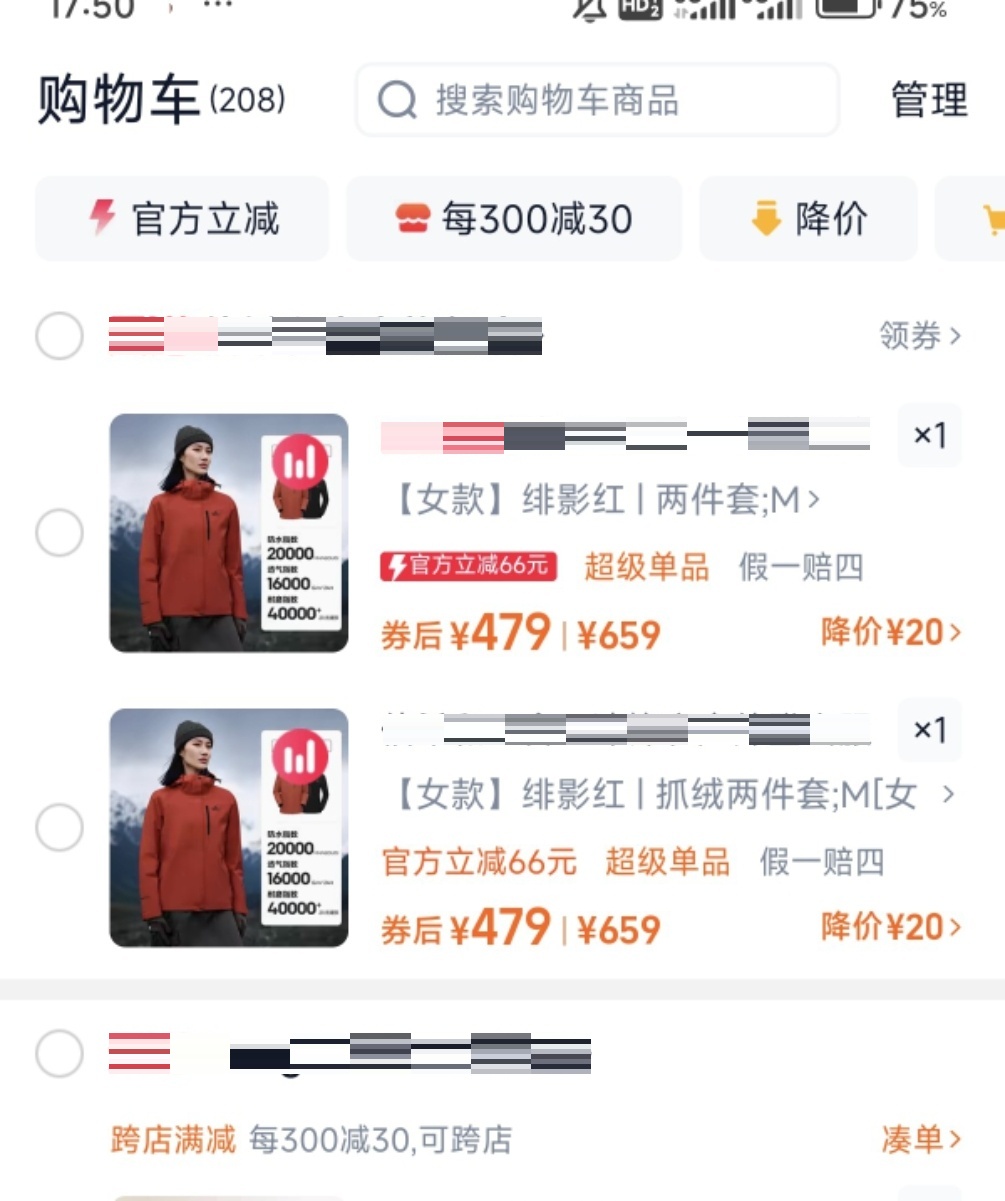 17:50
HD 2 75%
购物车(208) 搜索购物车商品 管理
官方立减 每300减30 降价
领券>
×1
【女款】绯影红 | 两件套;M>
官方立减66元 超级单品 假一赔四
券后¥479 | ¥659 降价¥20>
防水指数
20000
透气指数
16000
耐磨指数
40000+
×1
【女款】绯影红 | 抓绒两件套;M[女 >
官方立减66元 超级单品 假一赔四
券后¥479 | ¥659 降价¥20>
防水指数
20000
透气指数
16000
耐磨指数
40000+
跨店满减 每300减30,可跨店 凑单>